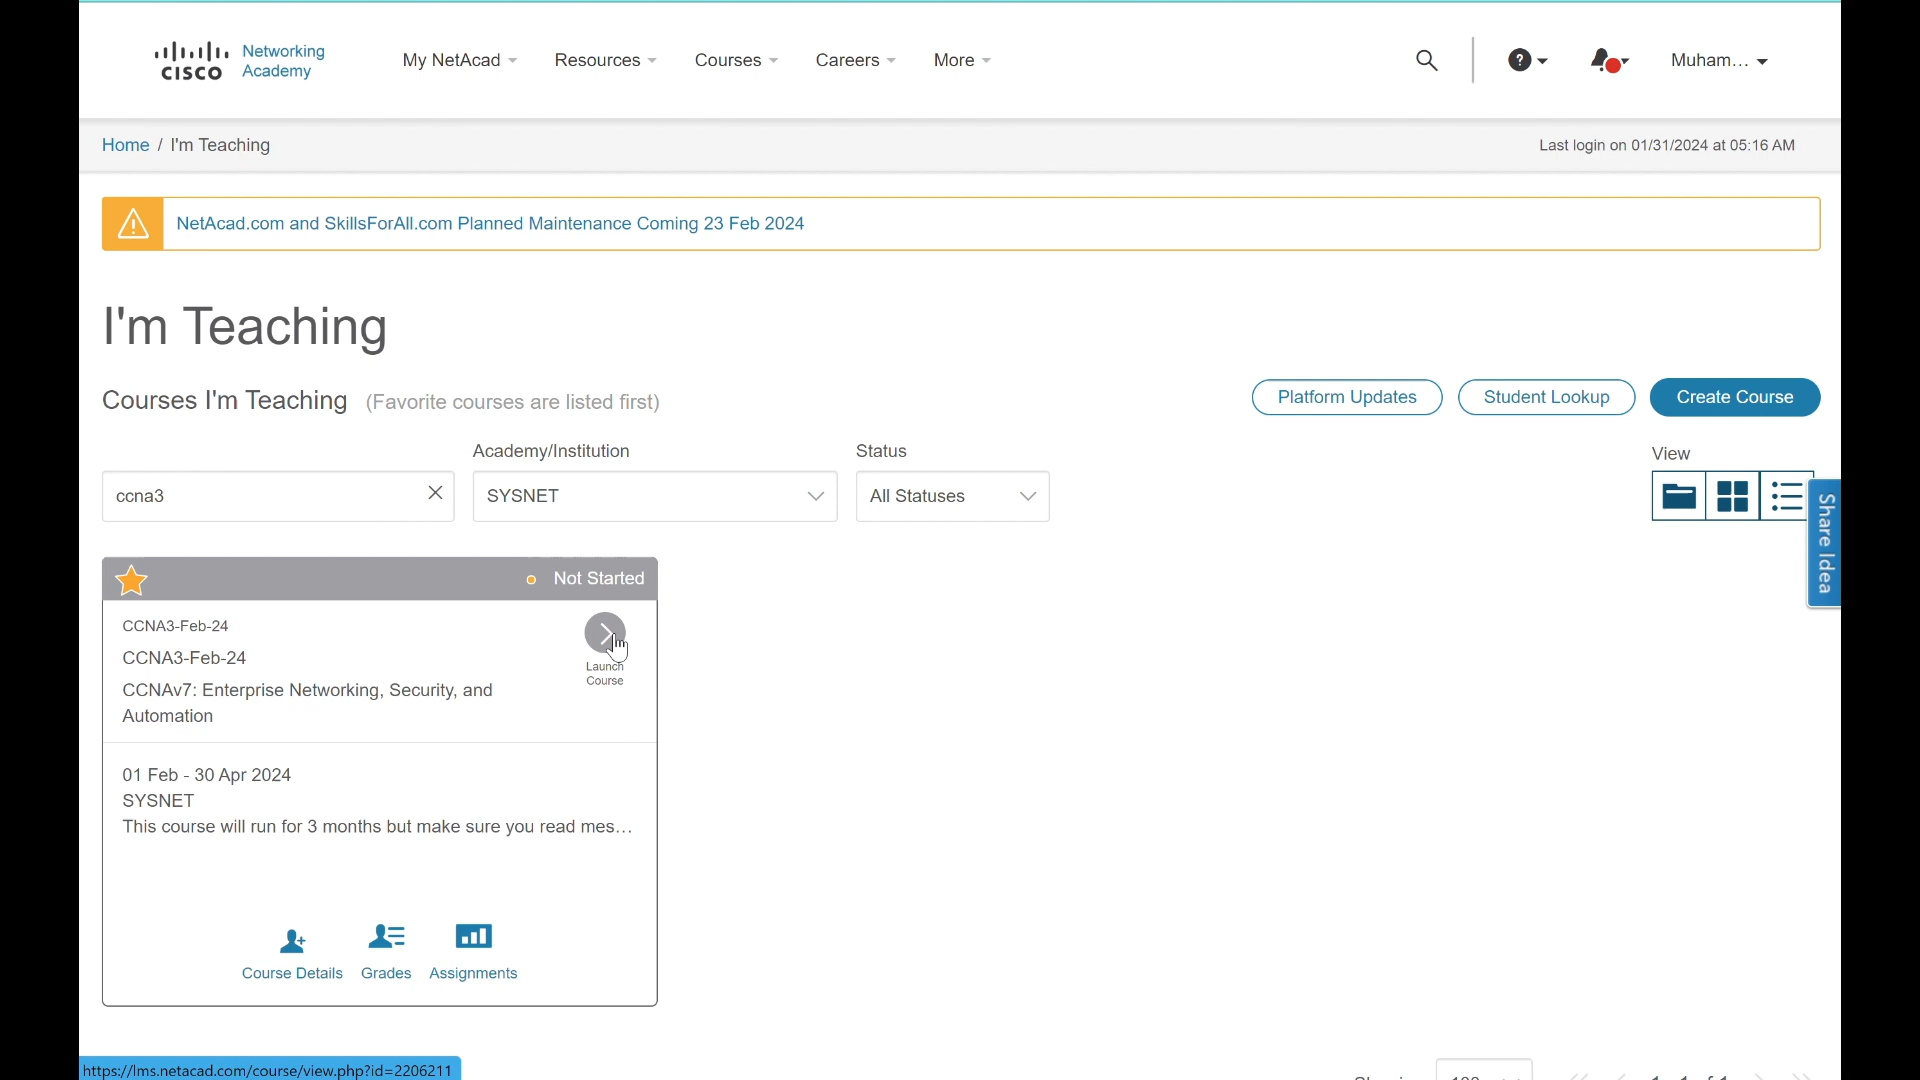 CISCO Networking Academy
My NetAcad Resources Courses Careers More
? Muham...
Home / I'm Teaching
Last login on 01/31/2024 at 05:16 AM
NetAcad.com and SkillsForAll.com Planned Maintenance Coming 23 Feb 2024
I'm Teaching
Courses I'm Teaching (Favorite courses are listed first)
Platform Updates Student Lookup Create Course
Academy/Institution Status View
ccna3 SYSNET All Statuses
Share Idea
Not Started
CCNA3-Feb-24
Launch Course
CCNA3-Feb-24
CCNAv7: Enterprise Networking, Security, and
Automation
01 Feb - 30 Apr 2024
SYSNET
This course will run for 3 months but make sure you read mes...
Course Details Grades Assignments
https://lms.netacad.com/course/view.php?id=2206211